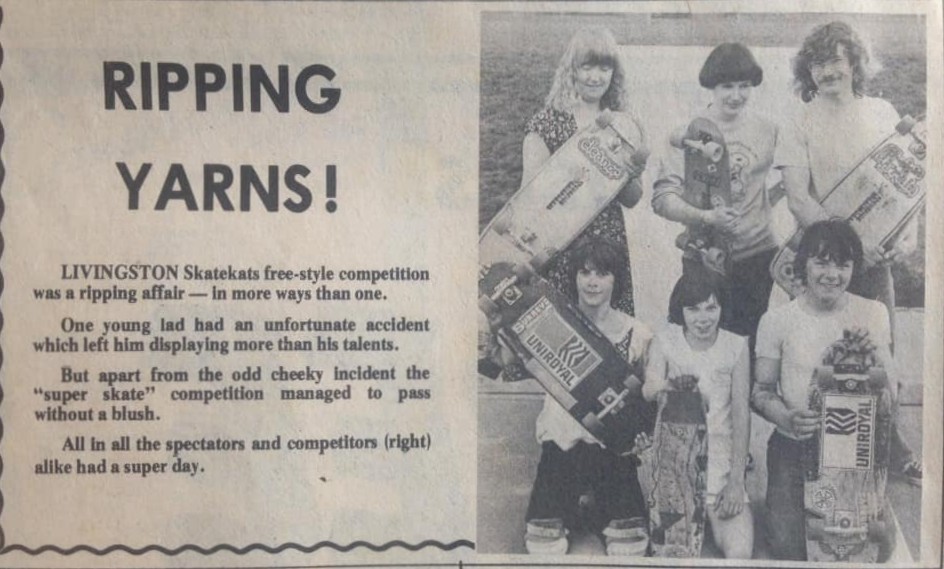 RIPPING
YARNS!
LIVINGSTON Skatekats free-style competition
was a ripping affair — in more ways than one.
One young lad had an unfortunate accident
which left him displaying more than his talents.
But apart from the odd cheeky incident the
"super skate" competition managed to pass
without a blush.
All in all the spectators and competitors (right)
alike had a super day.
UNIROYAL
UNIROYAL